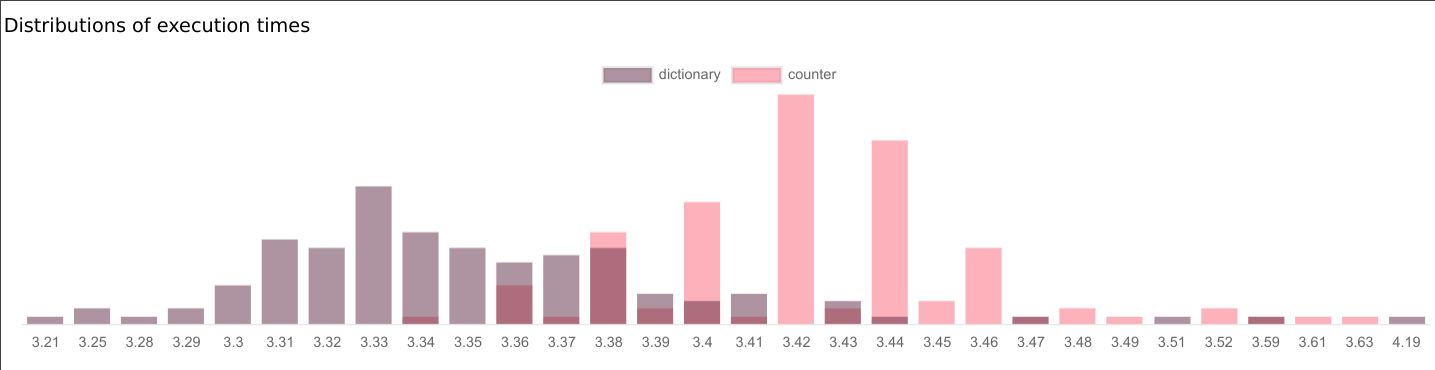 Distributions of execution times
dictionary counter
3.21 3.25 3.28 3.29 3.3 3.31 3.32 3.33 3.34 3.35 3.36 3.37 3.38 3.39 3.4 3.41 3.42 3.43 3.44 3.45 3.46 3.47 3.48 3.49 3.51 3.52 3.59 3.61 3.63 4.19